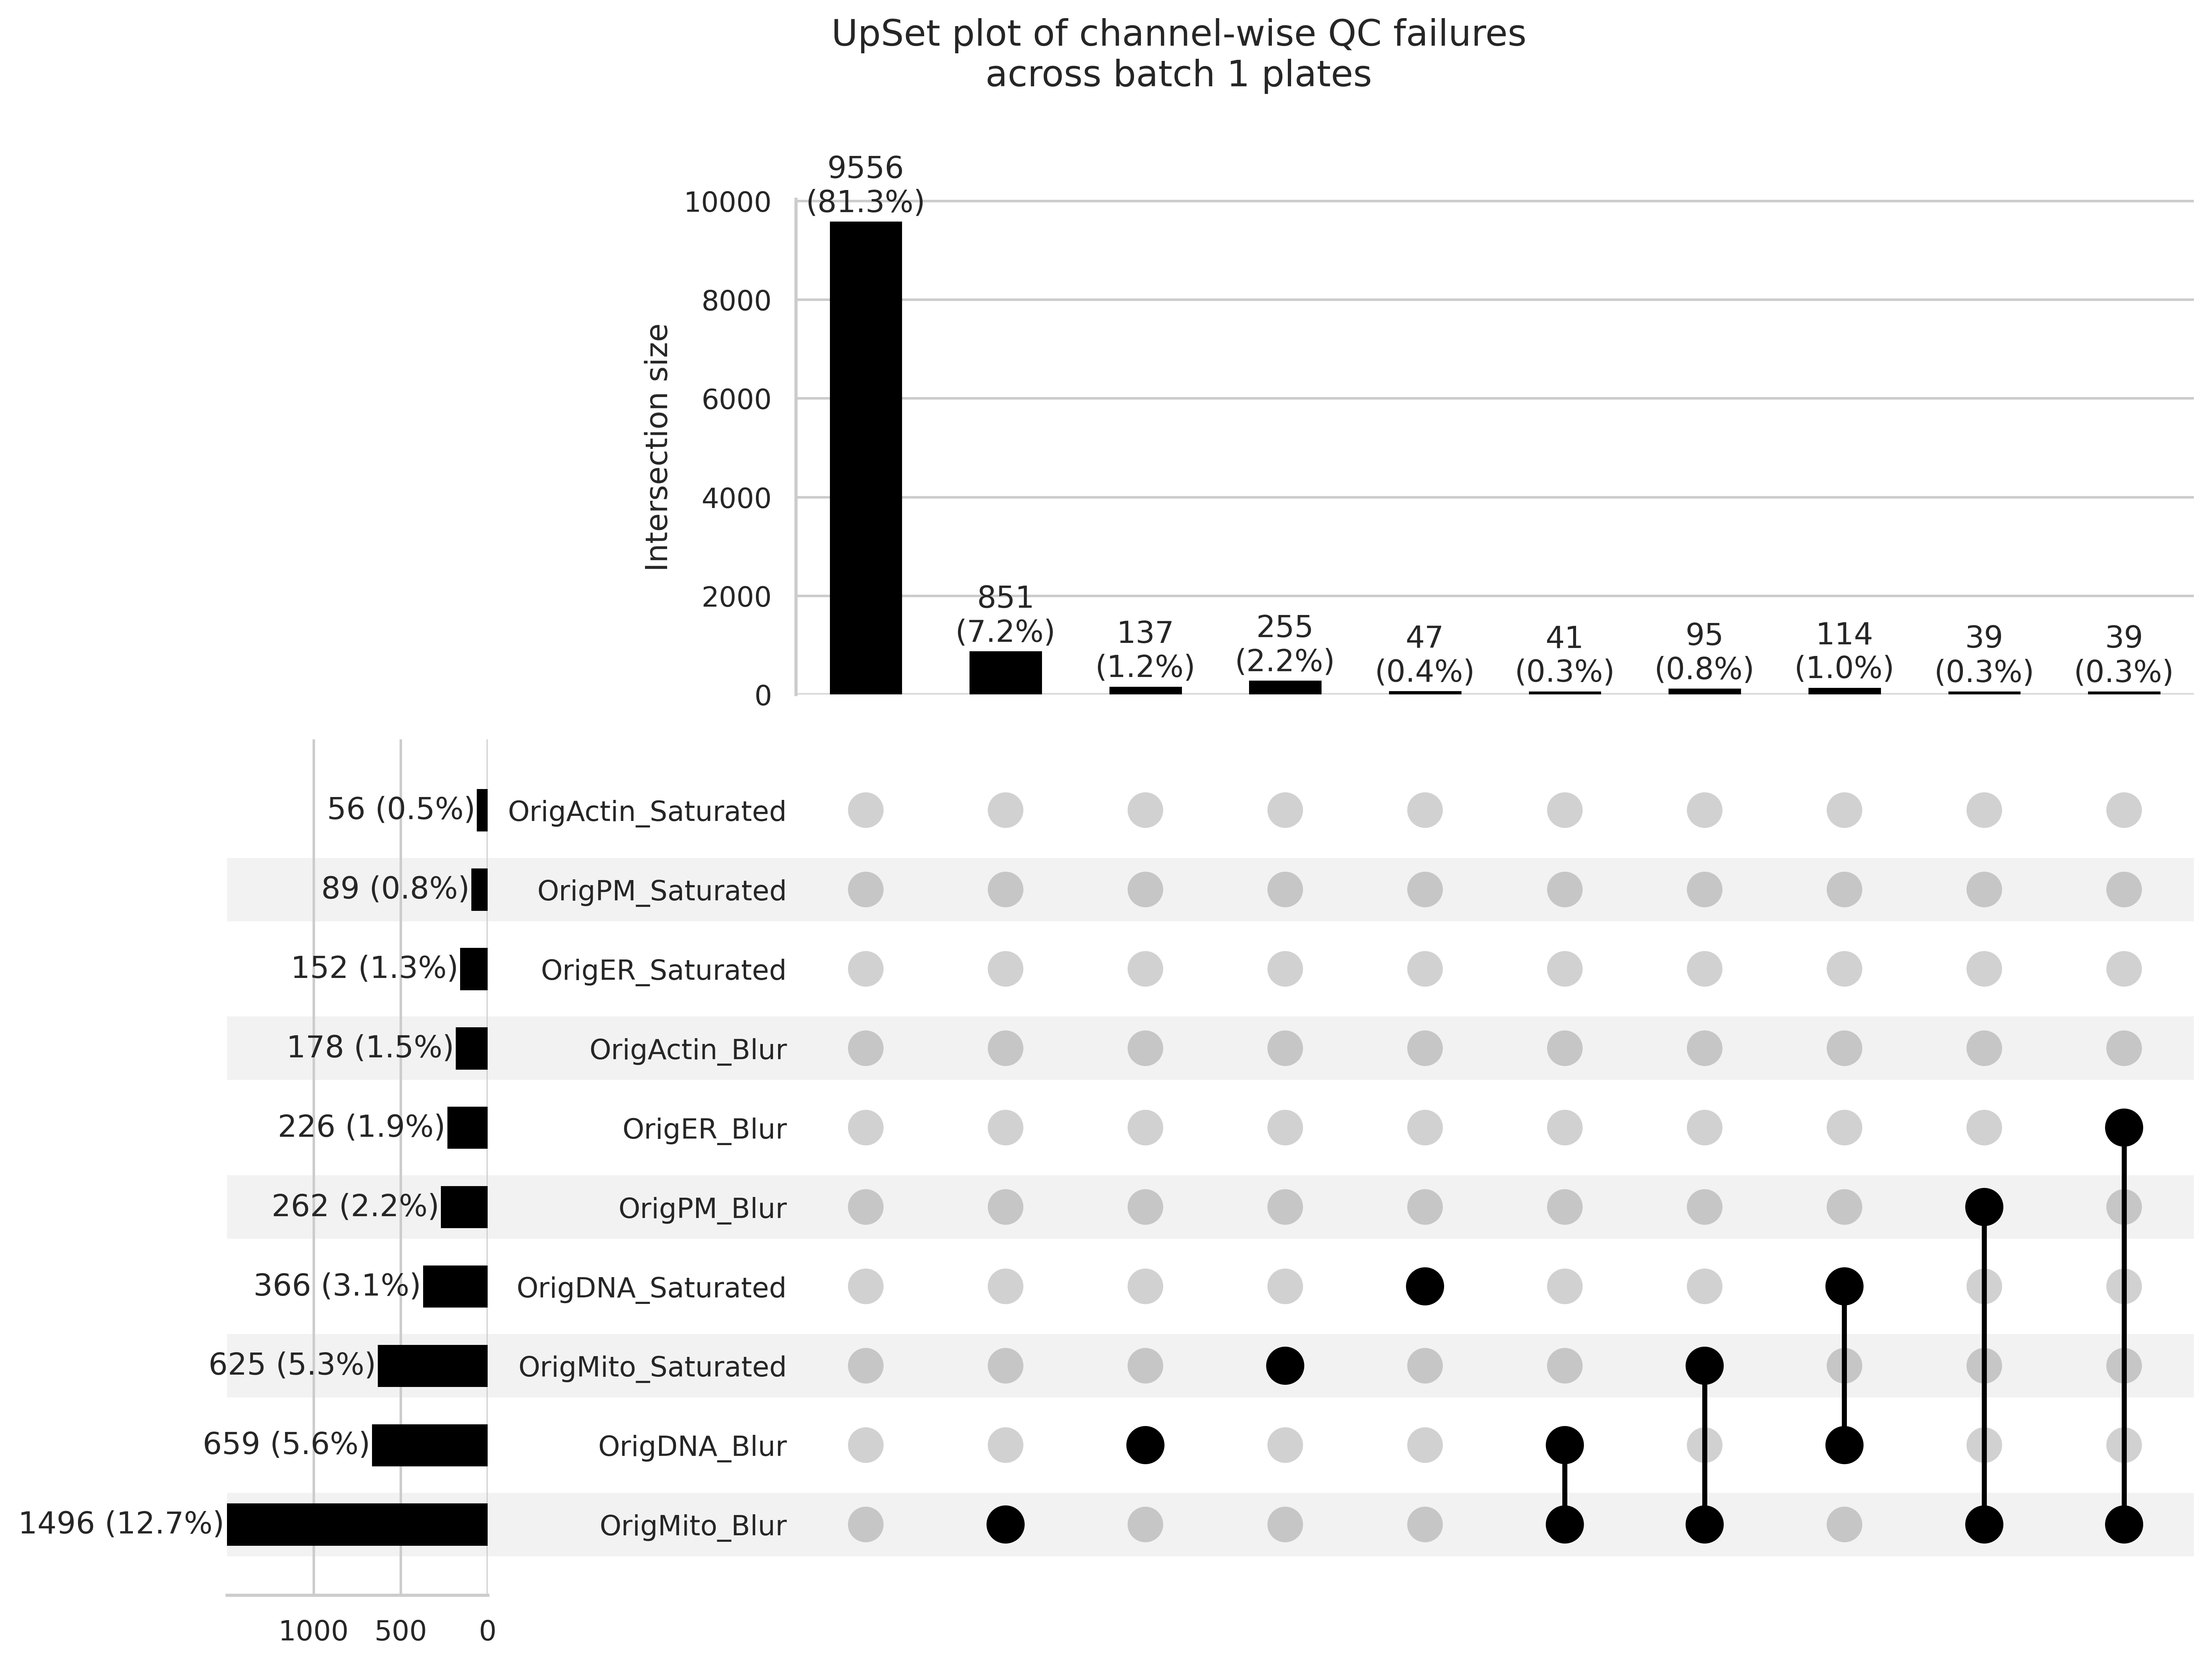 UpSet plot of channel-wise QC failures
across batch 1 plates
9556
(81.3%)
851
(7.2%)
137
(1.2%)
255
(2.2%)
47
(0.4%)
41
(0.3%)
95
(0.8%)
114
(1.0%)
39
(0.3%)
39
(0.3%)
Intersection size
10000
8000
6000
4000
2000
0
56 (0.5%) OrigActin_Saturated
89 (0.8%) OrigPM_Saturated
152 (1.3%) OrigER_Saturated
178 (1.5%) OrigActin_Blur
226 (1.9%) OrigER_Blur
262 (2.2%) OrigPM_Blur
366 (3.1%) OrigDNA_Saturated
625 (5.3%) OrigMito_Saturated
659 (5.6%) OrigDNA_Blur
1496 (12.7%) OrigMito_Blur
1000 500 0